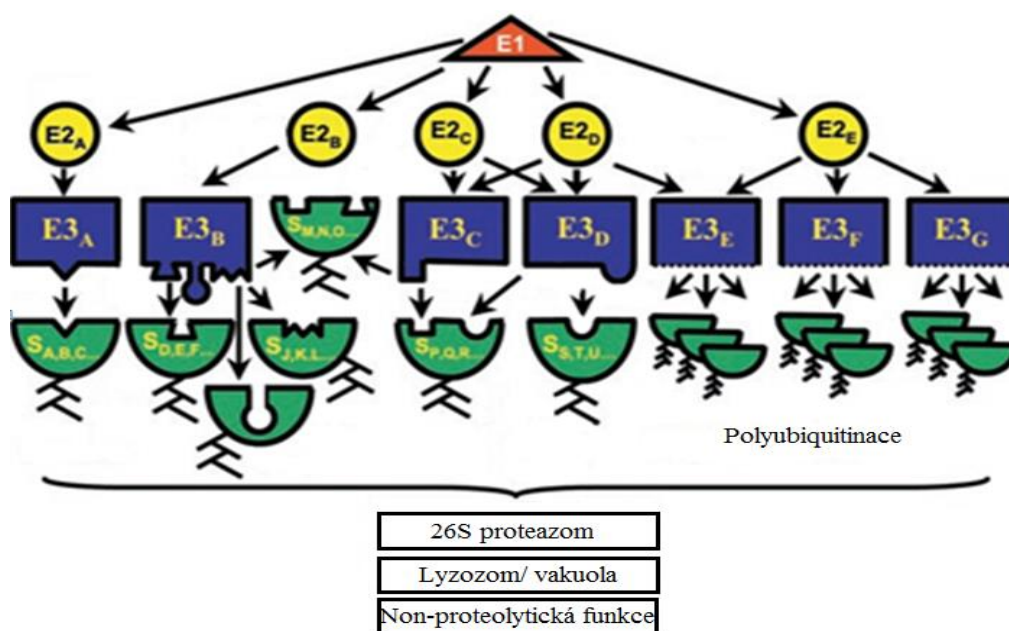 E1
E2A E2B E2C E2D E2E
E3A E3B SM,N,O... E3C E3D E3E E3F E3G
SA,B,C... SD,E,F... SJ,K,L... SP,Q,R... SS,T,U...
Polyubiquitinace
26S proteazom
Lyzozom/ vakuola
Non-proteolytická funkce